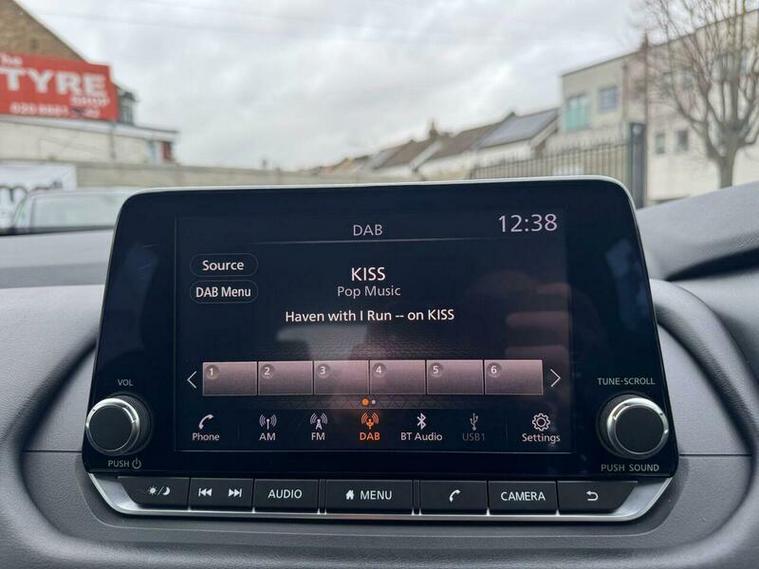 The
TYRE
SHOP
DAB
12:38
Source
KISS
DAB Menu
Pop Music
Haven with I Run -- on KISS
1 2 3 4 5 6
VOL
TUNE-SCROLL
Phone AM FM DAB BT Audio USB1 Settings
PUSH
PUSH SOUND
AUDIO MENU CAMERA